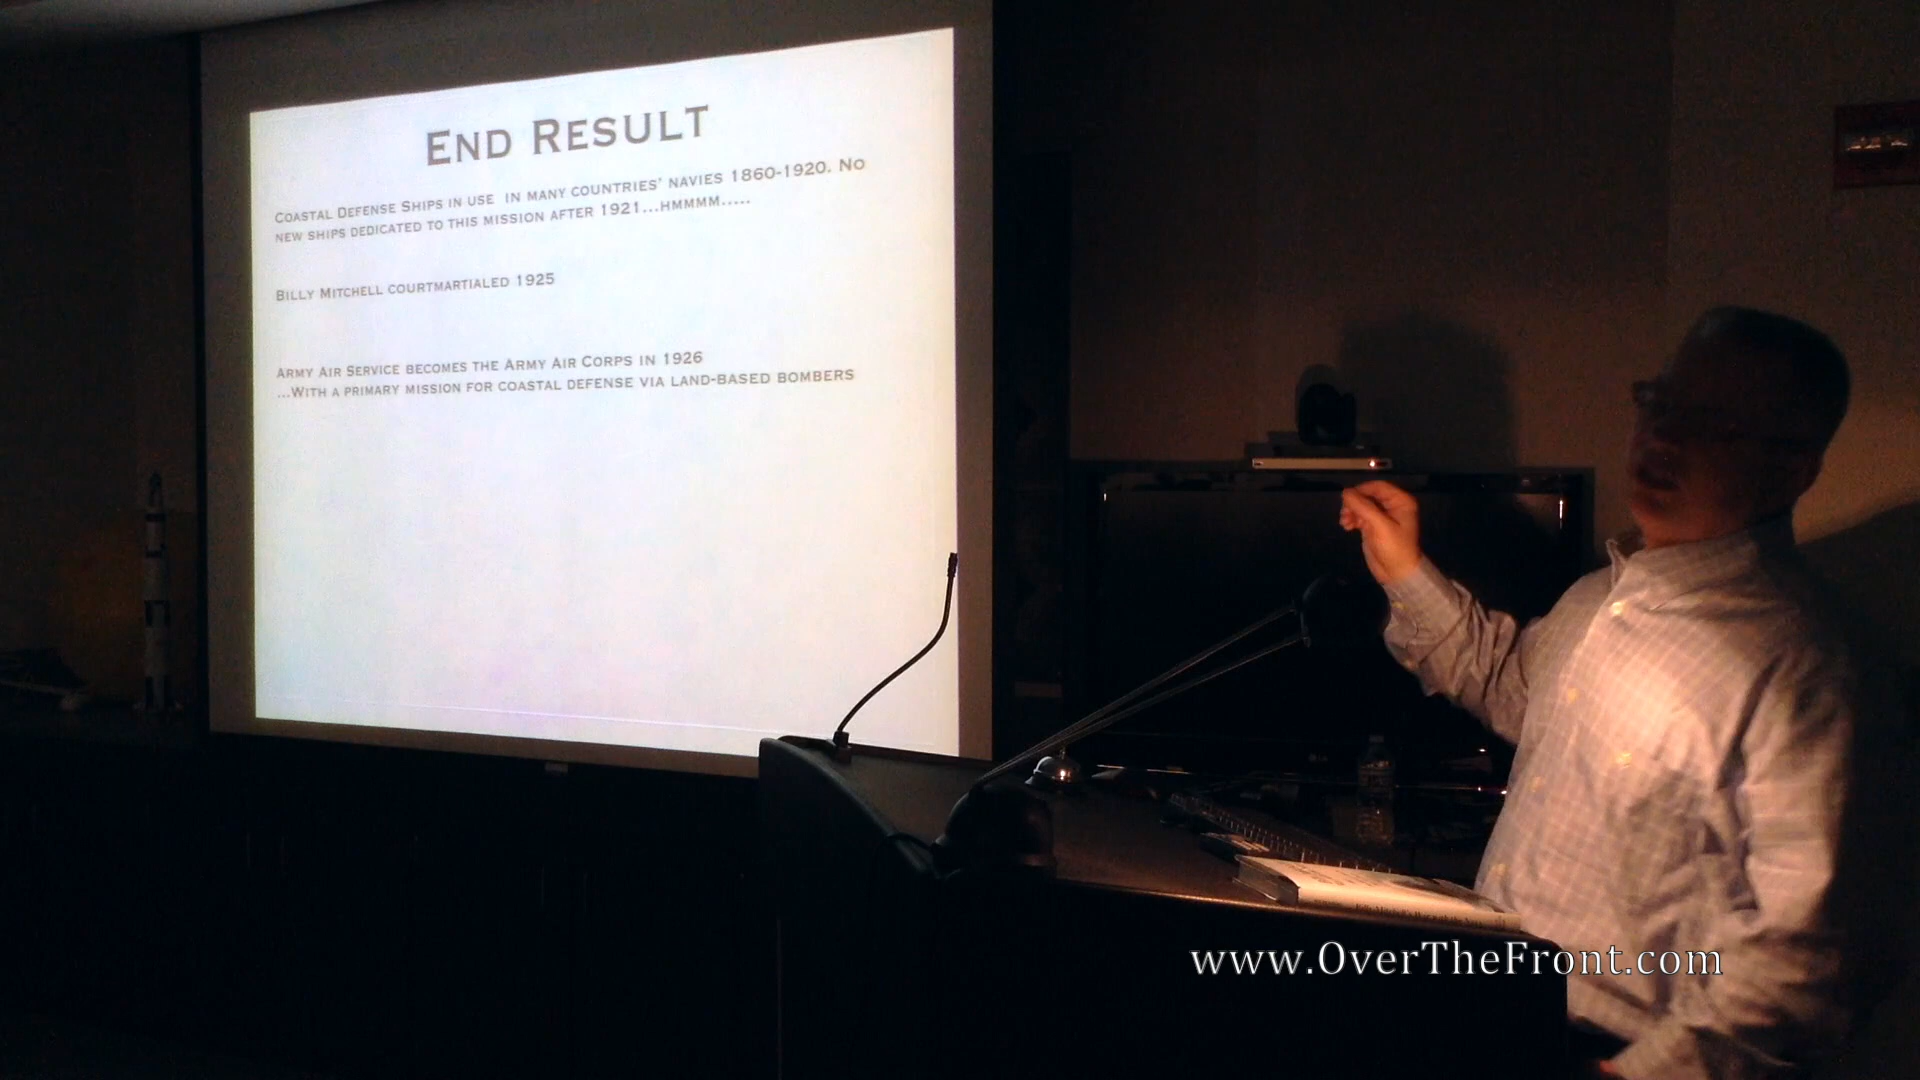 End Result
Coastal Defense Ships in use in many countries' navies 1860-1920. No
new ships dedicated to this mission after 1921...hmmmm.....
Billy Mitchell courtmartialed 1925
Army Air Service becomes the Army Air Corps in 1926
...With a primary mission for coastal defense via land-based bombers
www.OverTheFront.com